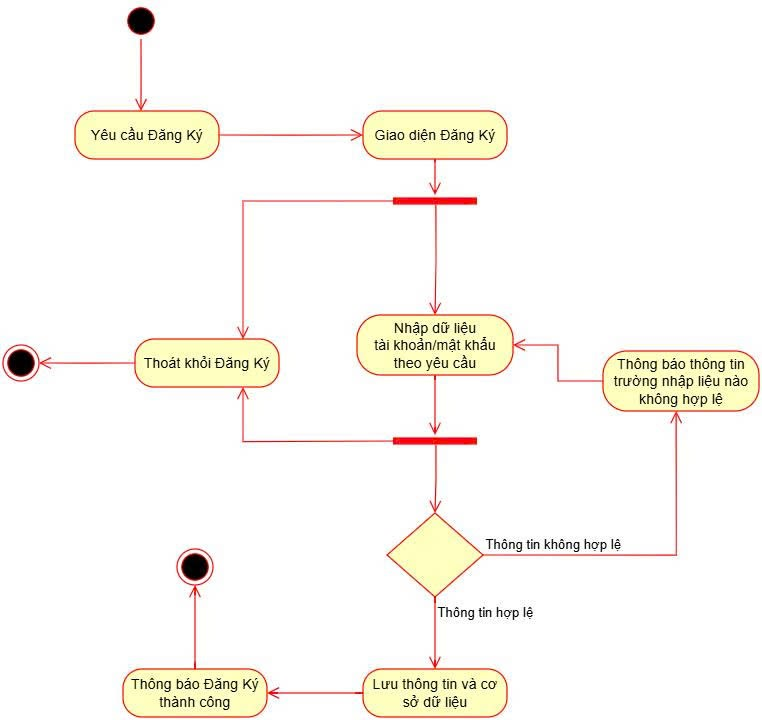 Yêu cầu Đăng Ký
Giao diện Đăng Ký
Nhập dữ liệu
tài khoản/mật khẩu
theo yêu cầu
Thoát khỏi Đăng Ký
Thông báo thông tin
trường nhập liệu nào
không hợp lệ
Thông tin không hợp lệ
Thông tin hợp lệ
Thông báo Đăng Ký
thành công
Lưu thông tin và cơ
sở dữ liệu